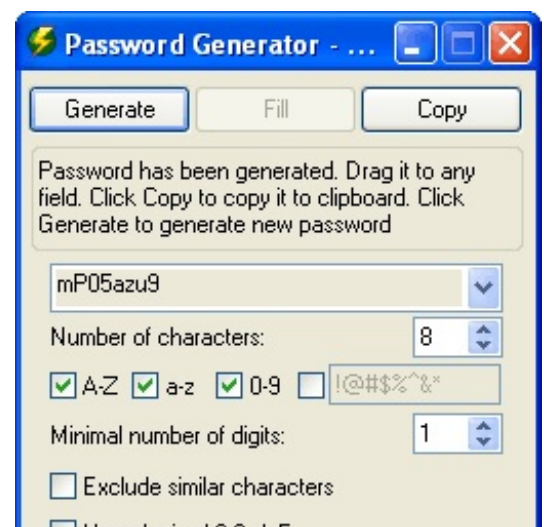 Password Generator - ...
Generate Fill Copy
Password has been generated. Drag it to any
field. Click Copy to copy it to clipboard. Click
Generate to generate new password
mP05azu9
Number of characters: 8
A-Z a-z 0-9 !@#$%^&*
Minimal number of digits: 1
Exclude similar characters